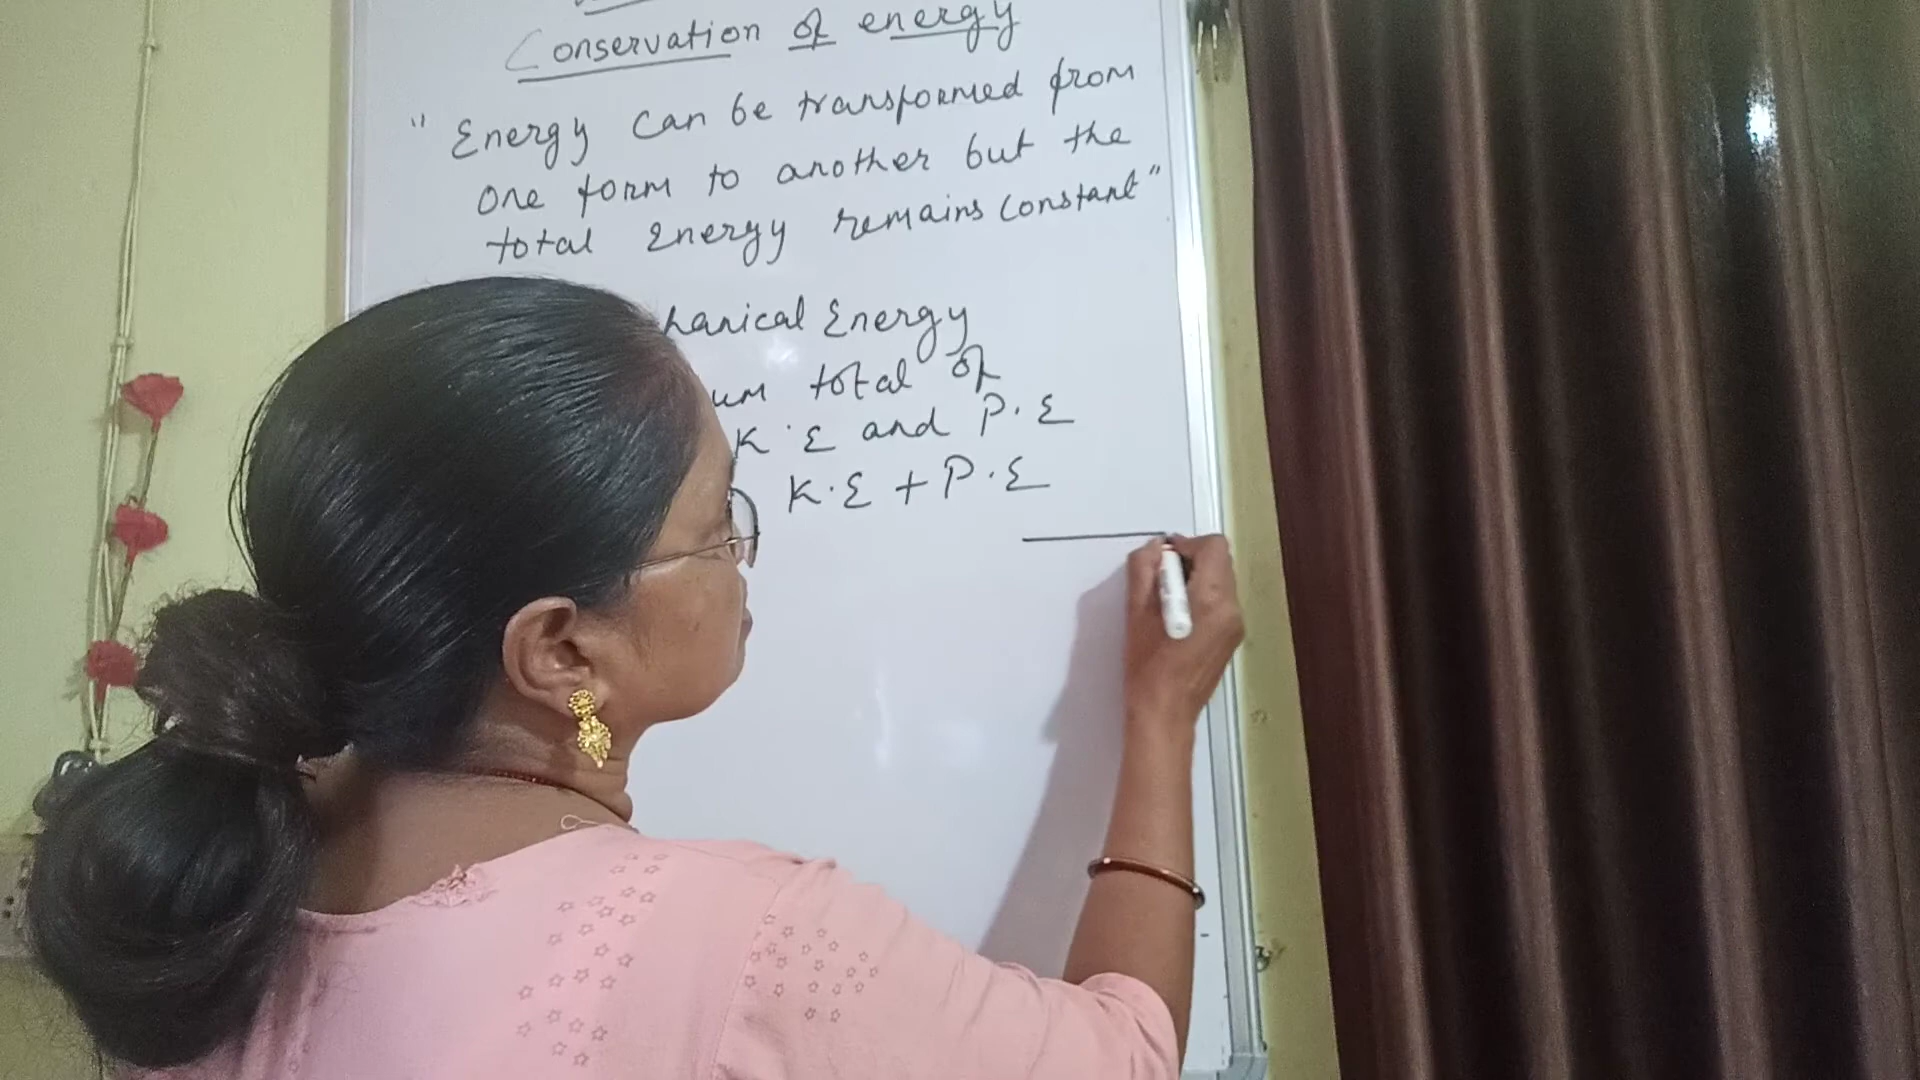 Conservation of energy
" Energy can be transformed from
one form to another but the
total Energy remains constant"
hanical Energy
um total of
K.E and P.E
K.E + P.E